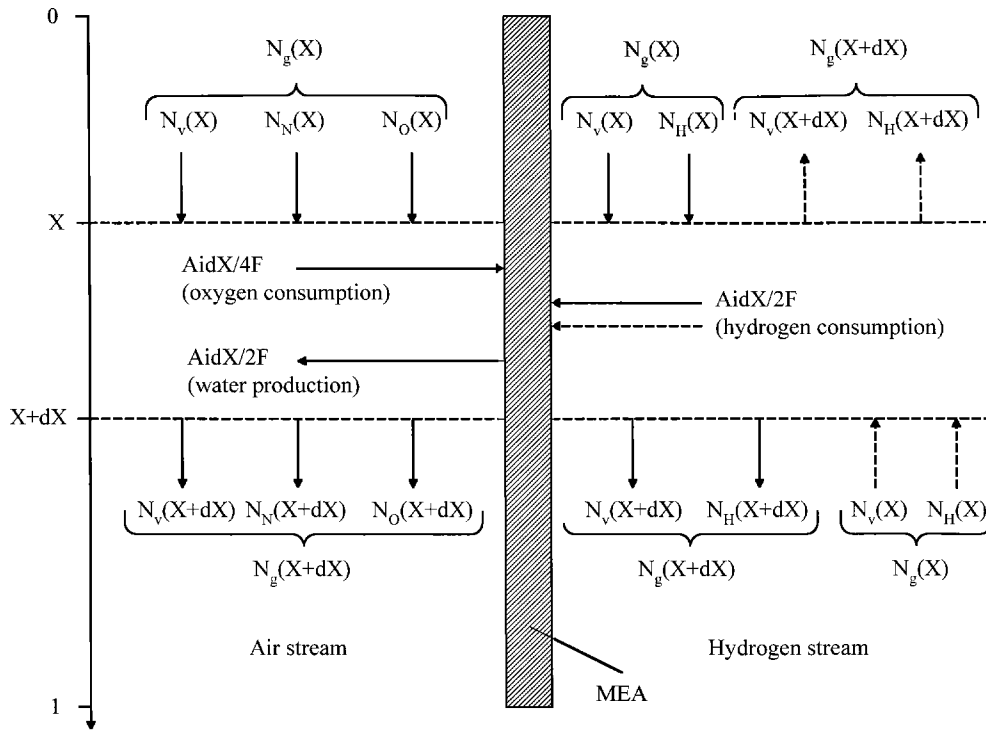 0
N_g(X)
N_g(X)
N_g(X+dX)
N_v(X) N_N(X) N_O(X)
N_v(X) N_H(X)
N_v(X+dX) N_H(X+dX)
X
AidX/4F
(oxygen consumption)
AidX/2F
(hydrogen consumption)
AidX/2F
(water production)
X+dX
N_v(X+dX) N_N(X+dX) N_O(X+dX)
N_v(X+dX) N_H(X+dX)
N_v(X) N_H(X)
N_g(X+dX)
N_g(X+dX)
N_g(X)
Air stream
Hydrogen stream
MEA
1